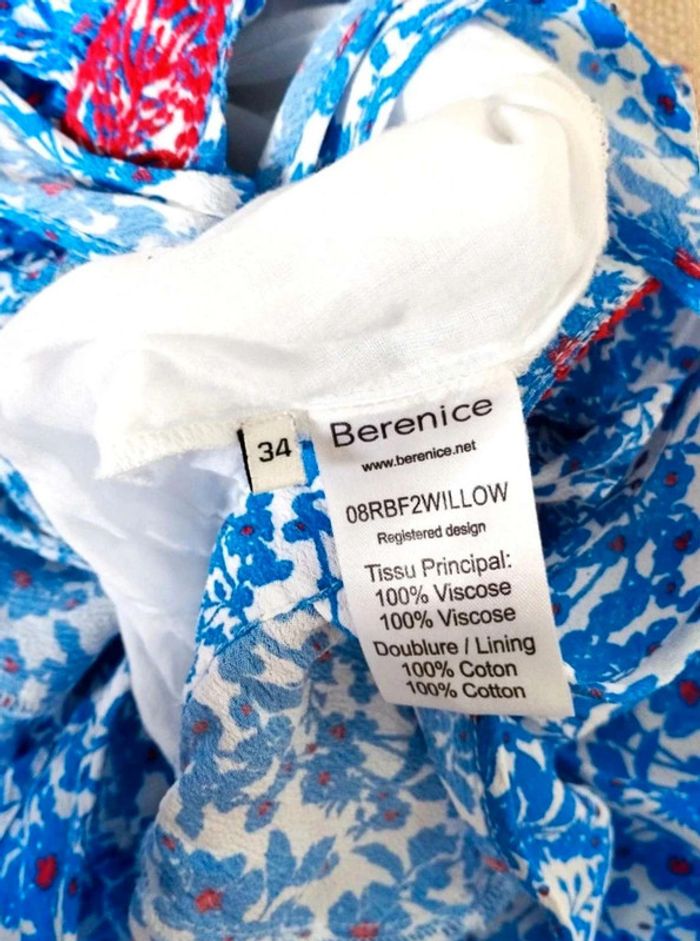 34
Berenice
www.berenice.net
08RBF2WILLOW
Registered design
Tissu Principal:
100% Viscose
100% Viscose
Doublure / Lining
100% Coton
100% Cotton